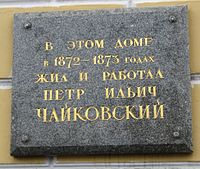 В ЭТОМ ДОМЕ
в 1872–1873 годах
ЖИЛ И РАБОТАЛ
ПЕТР ИЛЬИЧ
ЧАЙКОВСКИЙ